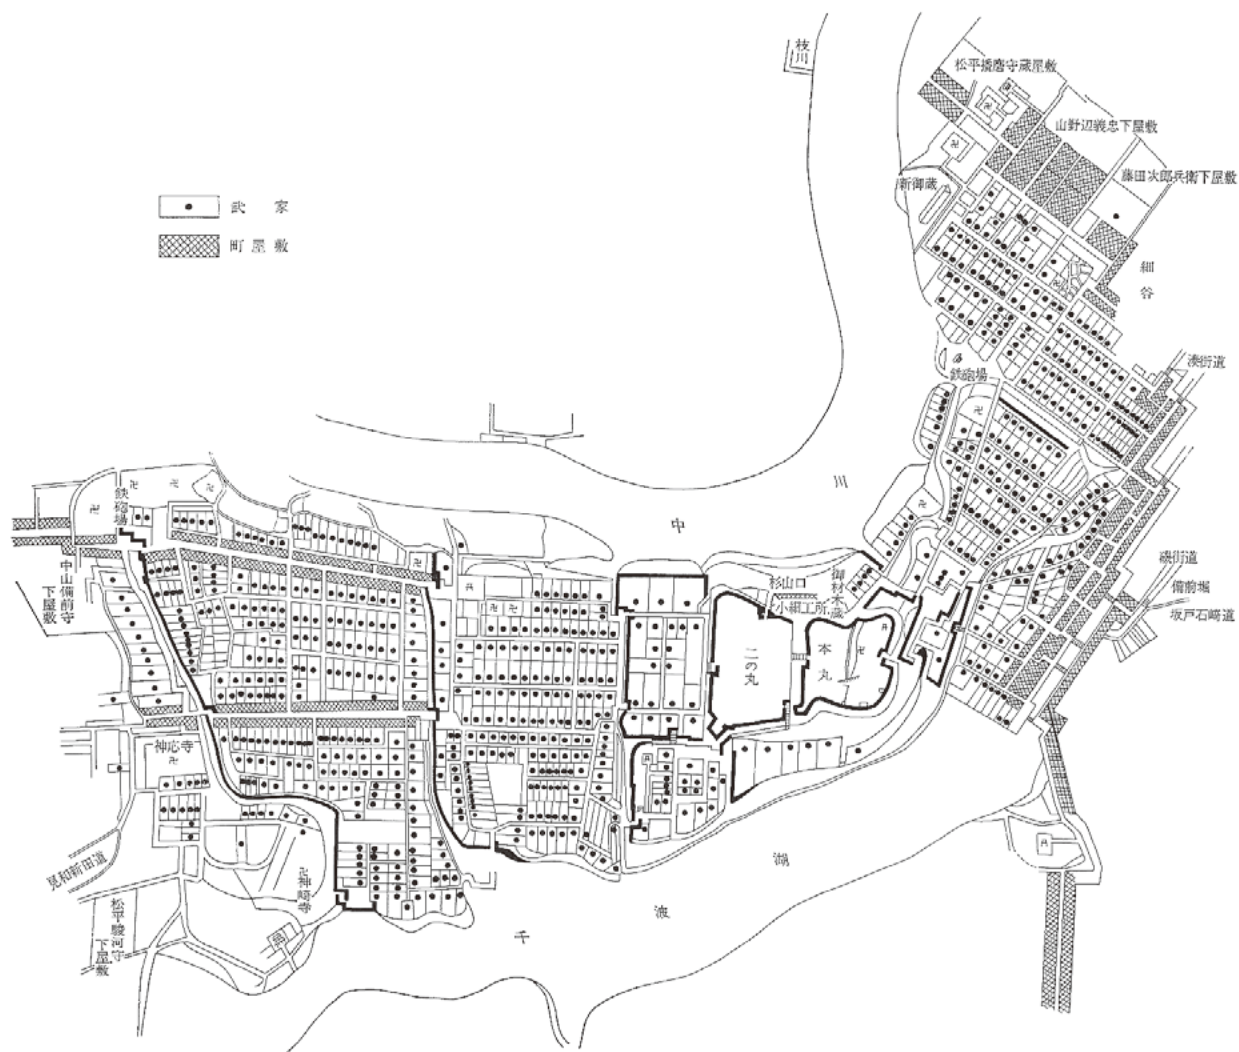 枝川
松平播磨守蔵屋敷
山野辺義忠下屋敷
藤田次郎兵衛下屋敷
新御蔵
武家
町屋敷
細谷
湊街道
鉄砲場
中川
鉄砲場
中山備前守
下屋敷
杉山口
御材木蔵
小細工所
二の丸
本丸
磯街道
備前堀
坂戸石崎道
神応寺
見和新田道
松平駿河守
下屋敷
神崎寺
千波湖